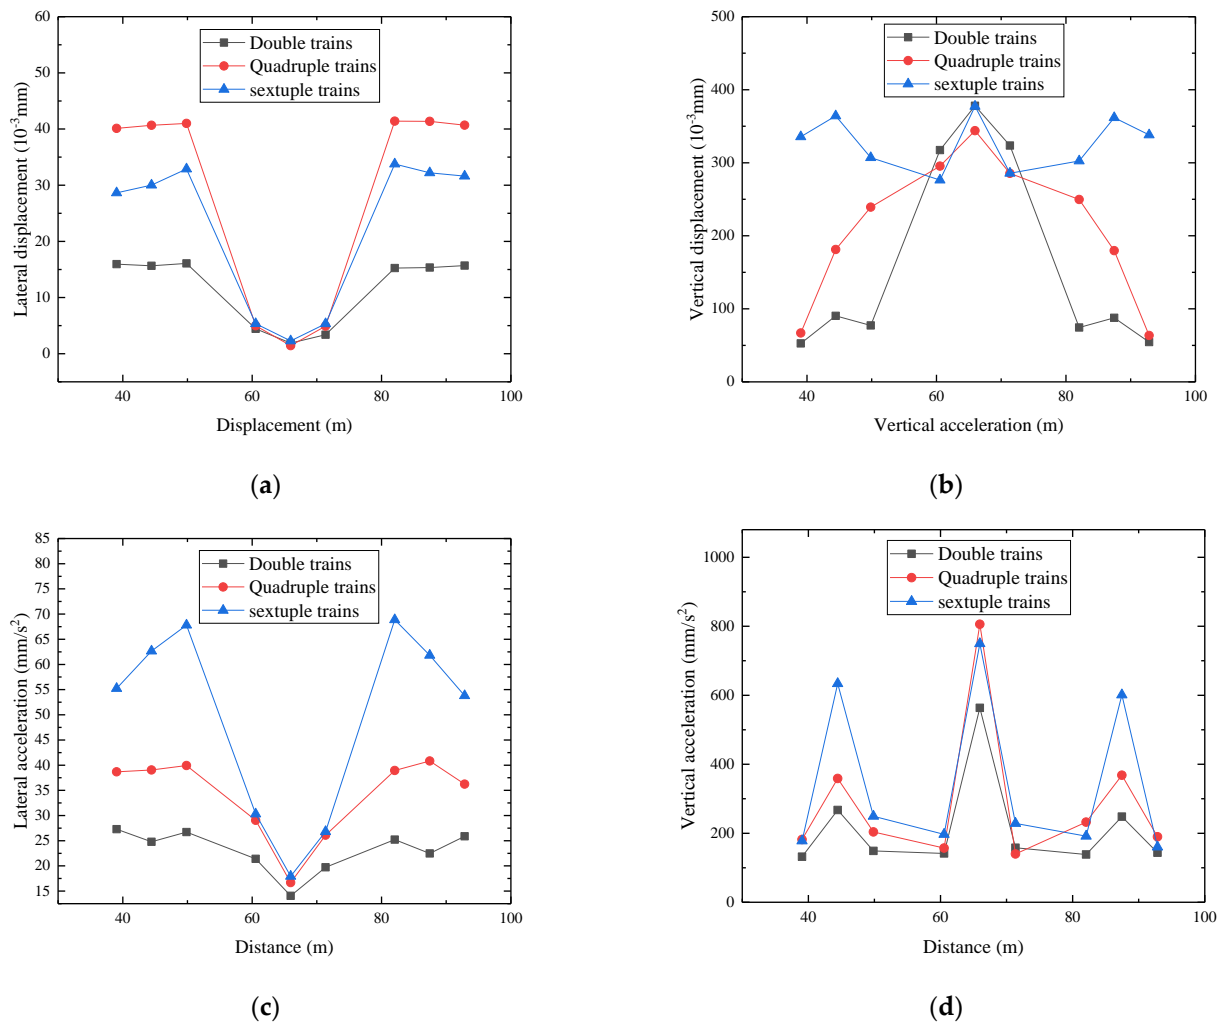 60
50
40
30
20
10
0
40
60
80
100
Lateral displacement (10⁻³mm)
Displacement (m)
Double trains
Quadruple trains
sextuple trains
(a)
500
400
300
200
100
0
40
60
80
100
Vertical displacement (10⁻³mm)
Vertical acceleration (m)
Double trains
Quadruple trains
sextuple trains
(b)
85
80
75
70
65
60
55
50
45
40
35
30
25
20
15
40
60
80
100
Lateral acceleration (mm/s²)
Distance (m)
Double trains
Quadruple trains
sextuple trains
(c)
1000
800
600
400
200
0
40
60
80
100
Vertical acceleration (mm/s²)
Distance (m)
Double trains
Quadruple trains
sextuple trains
(d)